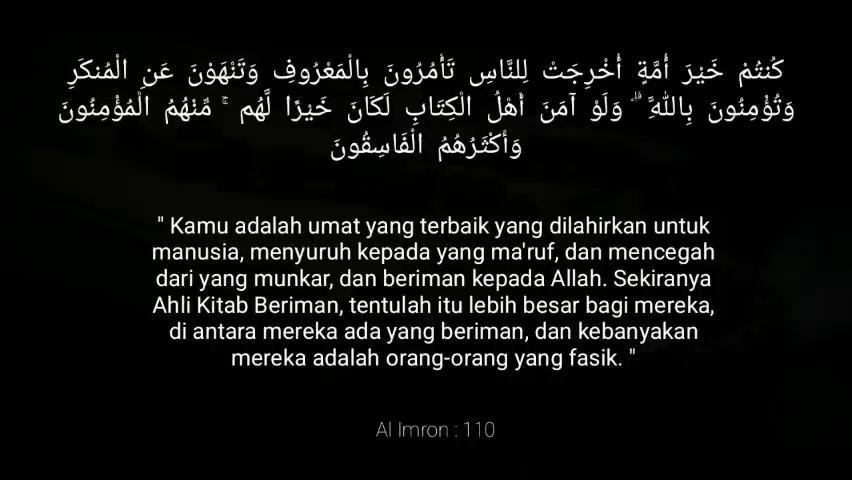 كُنتُمْ خَيْرَ أُمَّةٍ أُخْرِجَتْ لِلنَّاسِ تَأْمُرُونَ بِالْمَعْرُوفِ وَتَنْهَوْنَ عَنِ الْمُنكَرِ
وَتُؤْمِنُونَ بِاللَّهِ ۗ وَلَوْ آمَنَ أَهْلُ الْكِتَابِ لَكَانَ خَيْرًا لَّهُم ۚ مِّنْهُمُ الْمُؤْمِنُونَ
وَأَكْثَرُهُمُ الْفَاسِقُونَ
" Kamu adalah umat yang terbaik yang dilahirkan untuk
manusia, menyuruh kepada yang ma'ruf, dan mencegah
dari yang munkar, dan beriman kepada Allah. Sekiranya
Ahli Kitab Beriman, tentulah itu lebih besar bagi mereka,
di antara mereka ada yang beriman, dan kebanyakan
mereka adalah orang-orang yang fasik. "
Al Imron : 110